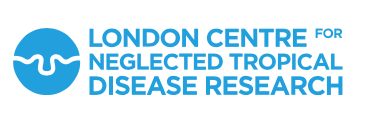 LONDON CENTRE FOR
NEGLECTED TROPICAL
DISEASE RESEARCH